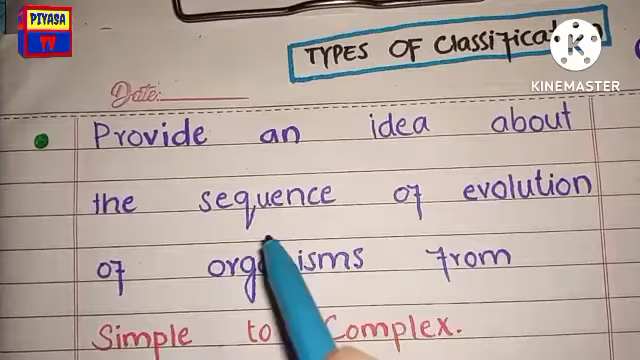 PIYASA
TV
TYPES OF Classification
KINEMASTER
Date:
Provide an idea about
the sequence of evolution
of organisms from
Simple to Complex.